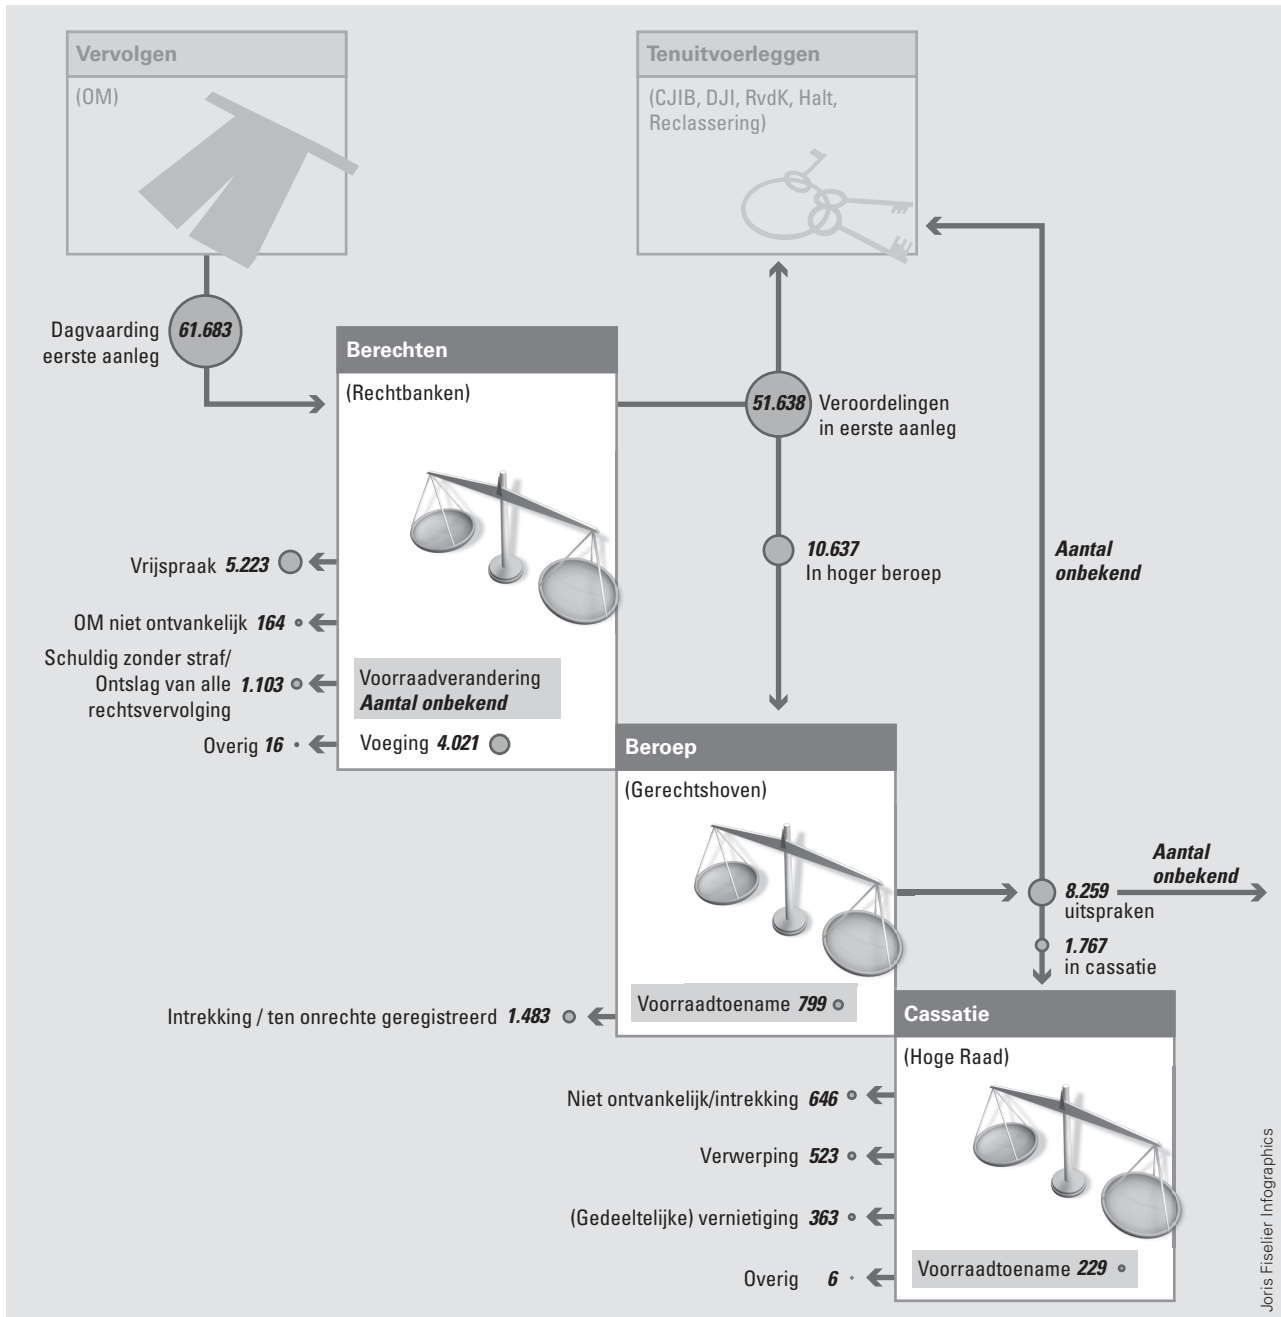 Vervolgen
(OM)
Tenuitvoerleggen
(CJIB, DJI, RvdK, Halt,
Reclassering)
Dagvaarding
eerste aanleg
61.683
Berechten
(Rechtbanken)
51.638
Veroordelingen
in eerste aanleg
10.637
In hoger beroep
Aantal
onbekend
Vrijspraak 5.223
OM niet ontvankelijk 164
Schuldig zonder straf/
Ontslag van alle 1.103
rechtsvervolging
Overig 16
Voorraadverandering
Aantal onbekend
Voeging 4.021
Beroep
(Gerechtshoven)
Aantal
onbekend
8.259
uitspraken
1.767
in cassatie
Voorraadtoename 799
Intrekking / ten onrechte geregistreerd 1.483
Cassatie
(Hoge Raad)
Niet ontvankelijk/intrekking 646
Verwerping 523
(Gedeeltelijke) vernietiging 363
Overig 6
Voorraadtoename 229
Joris Fiselier Infographics